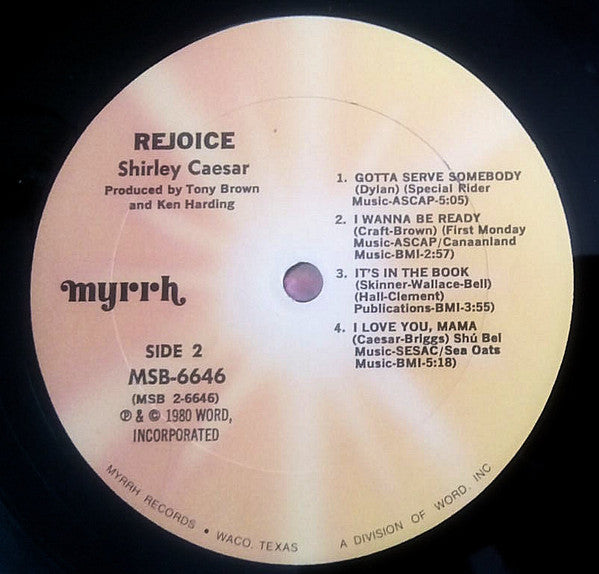 REJOICE
Shirley Caesar
Produced by Tony Brown
and Ken Harding
myrrh
SIDE 2
MSB-6646
(MSB 2-6646)
℗ & © 1980 WORD,
INCORPORATED
1. GOTTA SERVE SOMEBODY
(Dylan) (Special Rider
Music-ASCAP-5:05)
2. I WANNA BE READY
(Craft-Brown) (First Monday
Music-ASCAP/Canaanland
Music-BMI-2:57)
3. IT'S IN THE BOOK
(Skinner-Wallace-Bell)
(Hall-Clement)
Publications-BMI-3:55)
4. I LOVE YOU, MAMA
(Caesar-Briggs) Shú Bel
Music-SESAC/Sea Oats
Music-BMI-5:18)
MYRRH RECORDS • WACO, TEXAS A DIVISION OF WORD, INC